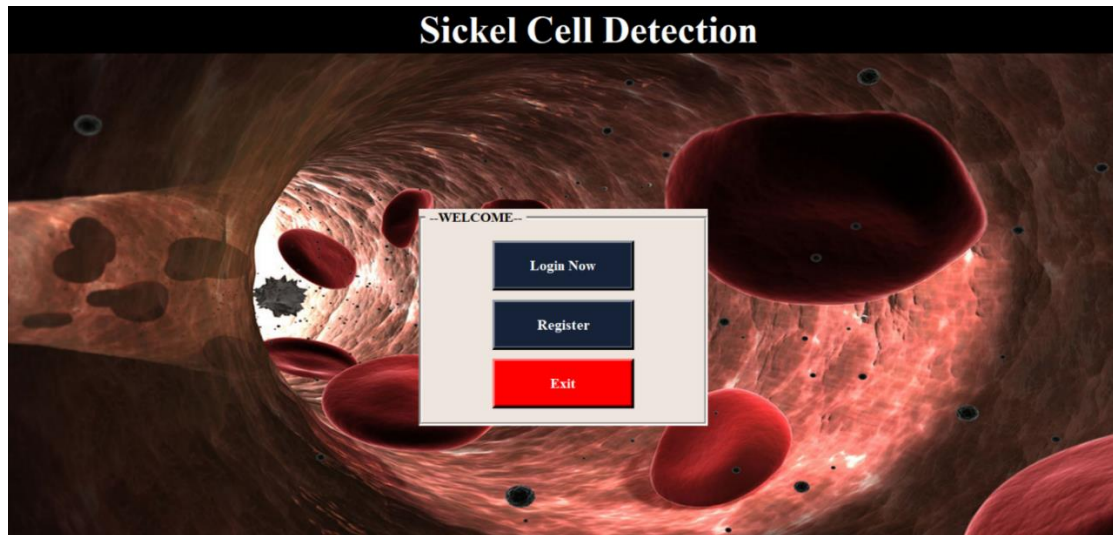 Sickel Cell Detection
--WELCOME--
Login Now
Register
Exit